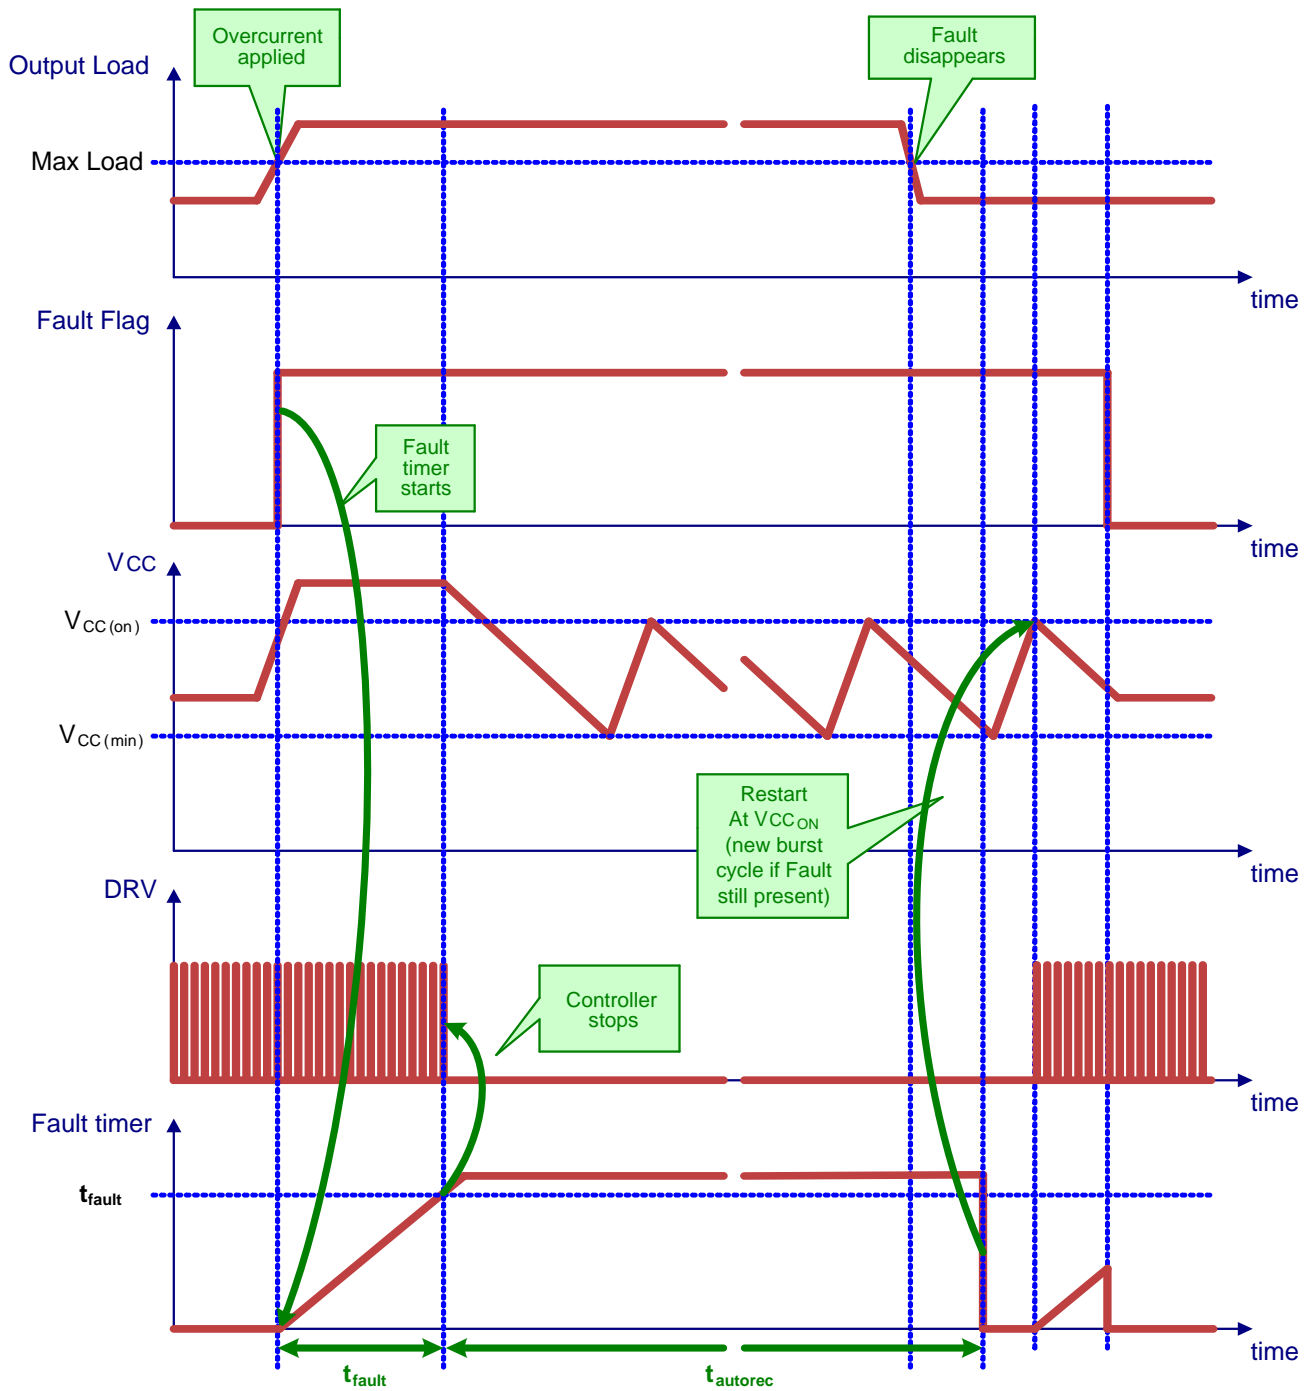 Overcurrent
applied
Fault
disappears
Output Load
Max Load
time
Fault Flag
Fault
timer
starts
time
VCC
VCC(on)
VCC(min)
Restart
At VCCON
(new burst
cycle if Fault
still present)
time
DRV
Controller
stops
time
Fault timer
tfault
time
tfault
tautorec